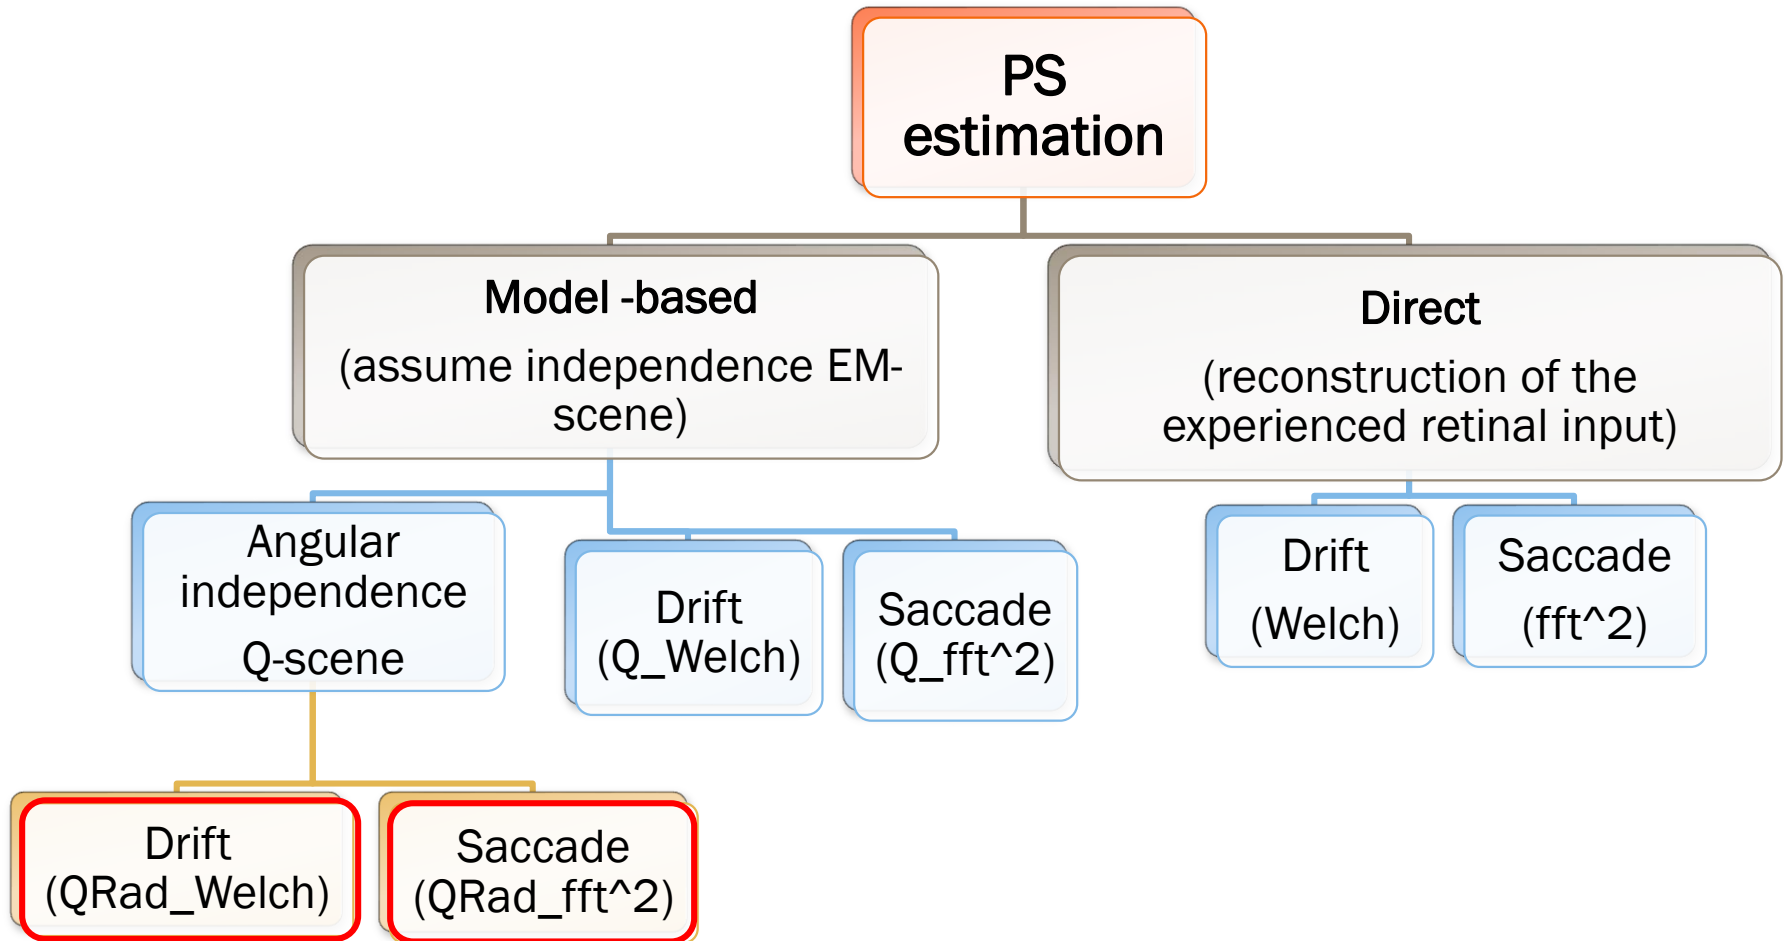 PS
estimation
Model -based
(assume independence EM-
scene)
Direct
(reconstruction of the
experienced retinal input)
Angular
independence
Q-scene
Drift
(Q_Welch)
Saccade
(Q_fft^2)
Drift
(Welch)
Saccade
(fft^2)
Drift
(QRad_Welch)
Saccade
(QRad_fft^2)